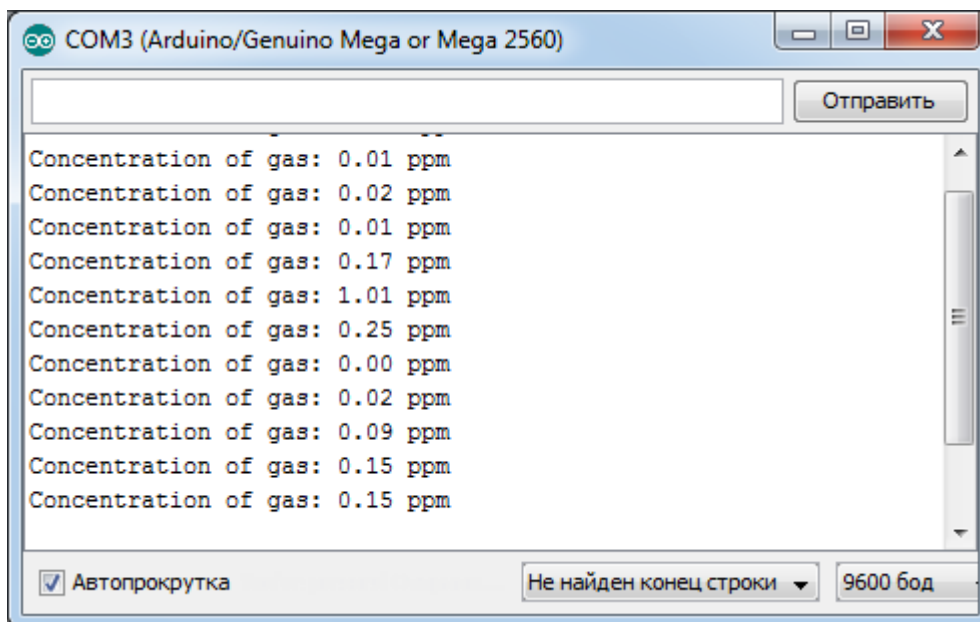 COM3 (Arduino/Genuino Mega or Mega 2560)
Отправить
Concentration of gas: 0.01 ppm
Concentration of gas: 0.02 ppm
Concentration of gas: 0.01 ppm
Concentration of gas: 0.17 ppm
Concentration of gas: 1.01 ppm
Concentration of gas: 0.25 ppm
Concentration of gas: 0.00 ppm
Concentration of gas: 0.02 ppm
Concentration of gas: 0.09 ppm
Concentration of gas: 0.15 ppm
Concentration of gas: 0.15 ppm
Автопрокрутка Не найден конец строки 9600 бод